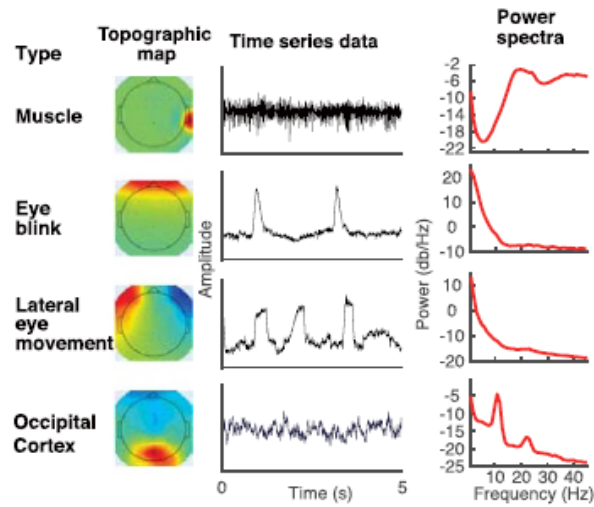 Type
Topographic
map
Time series data
Power
spectra
Muscle
-2
-6
-10
-14
-18
-22
Eye
blink
20
10
0
-10
Lateral
eye
movement
10
0
-10
-20
Occipital
Cortex
-5
-10
-15
-20
-25
Amplitude
Power (db/Hz)
0
Time (s)
5
10 20 30 40
Frequency (Hz)